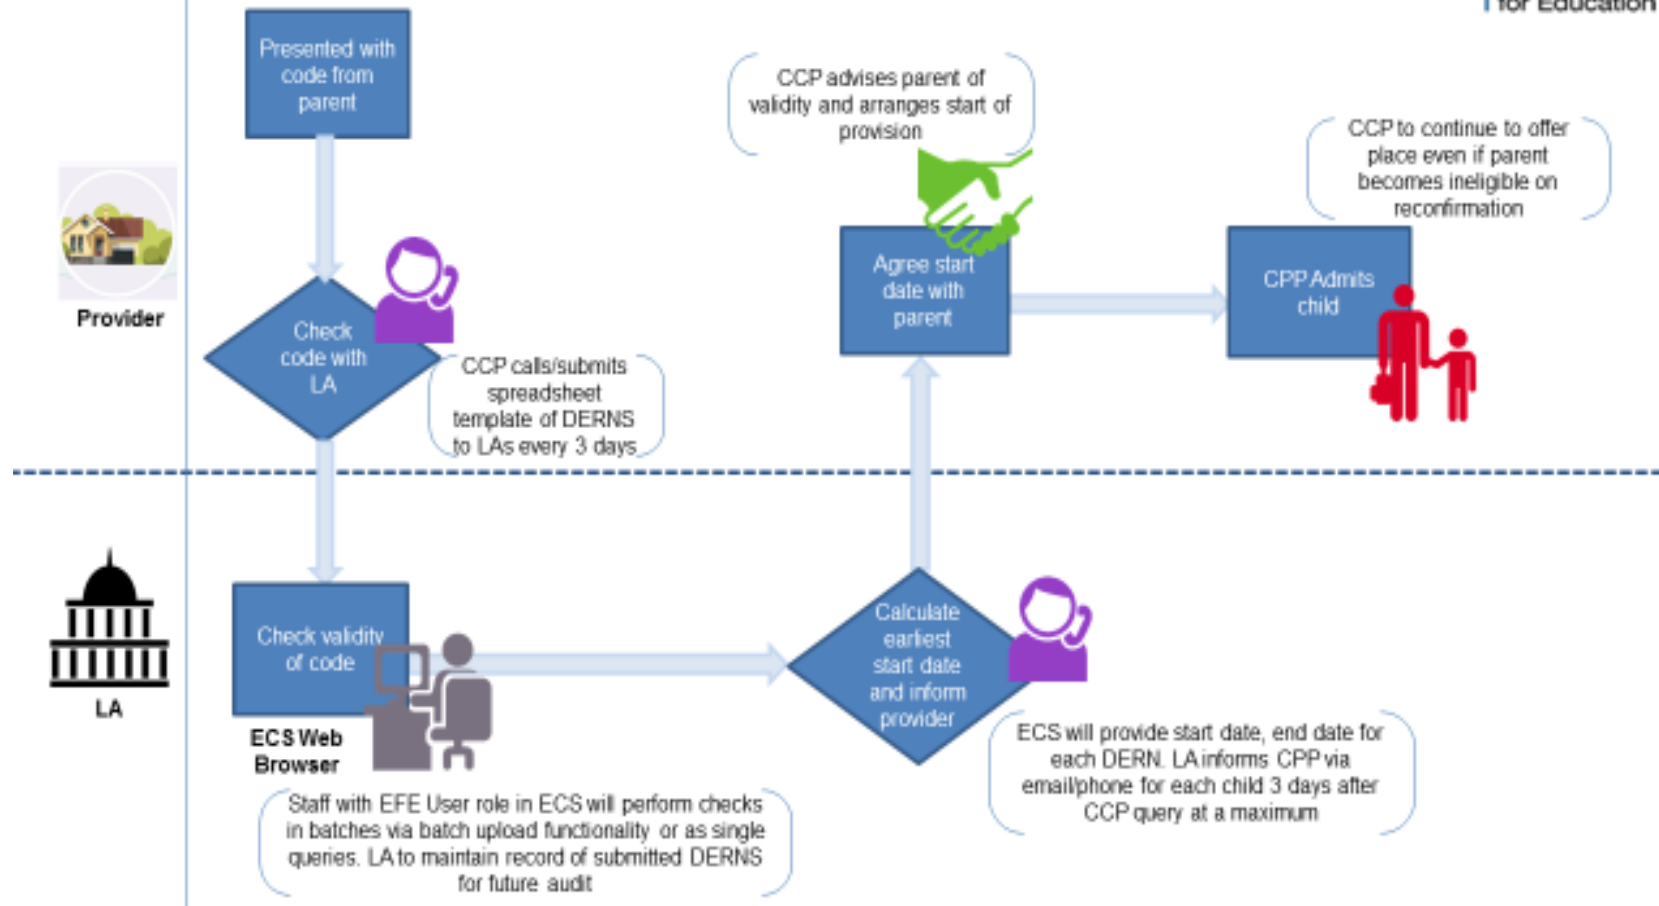 for Education
Presented with
code from
parent
CCP advises parent of
validity and arranges start of
provision
CCP to continue to offer
place even if parent
becomes ineligible on
reconfirmation
Provider
Check
code with
LA
CCP calls/submits
spreadsheet
template of DERNS
to LAs every 3 days
Agree start
date with
parent
CPP Admits
child
LA
Check validity
of code
ECS Web
Browser
Staff with EFE User role in ECS will perform checks
in batches via batch upload functionality or as single
queries. LA to maintain record of submitted DERNS
for future audit
Calculate
earliest
start date
and inform
provider
ECS will provide start date, end date for
each DERN. LA informs CPP via
email/phone for each child 3 days after
CCP query at a maximum